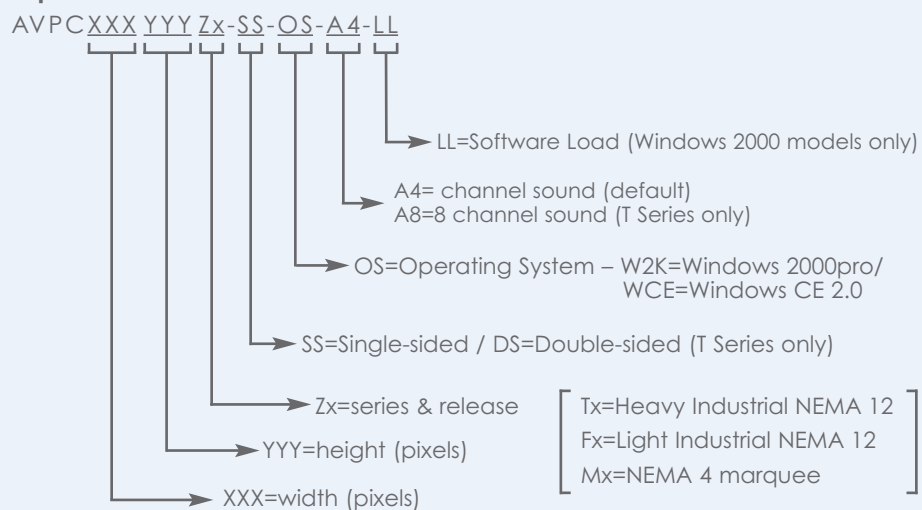 AVPCXXXYYYZx-SS-OS-A4-LL
LL=Software Load (Windows 2000 models only)
A4= channel sound (default)
A8=8 channel sound (T Series only)
OS=Operating System – W2K=Windows 2000pro/
WCE=Windows CE 2.0
SS=Single-sided / DS=Double-sided (T Series only)
Zx=series & release
Tx=Heavy Industrial NEMA 12
Fx=Light Industrial NEMA 12
Mx=NEMA 4 marquee
YYY=height (pixels)
XXX=width (pixels)